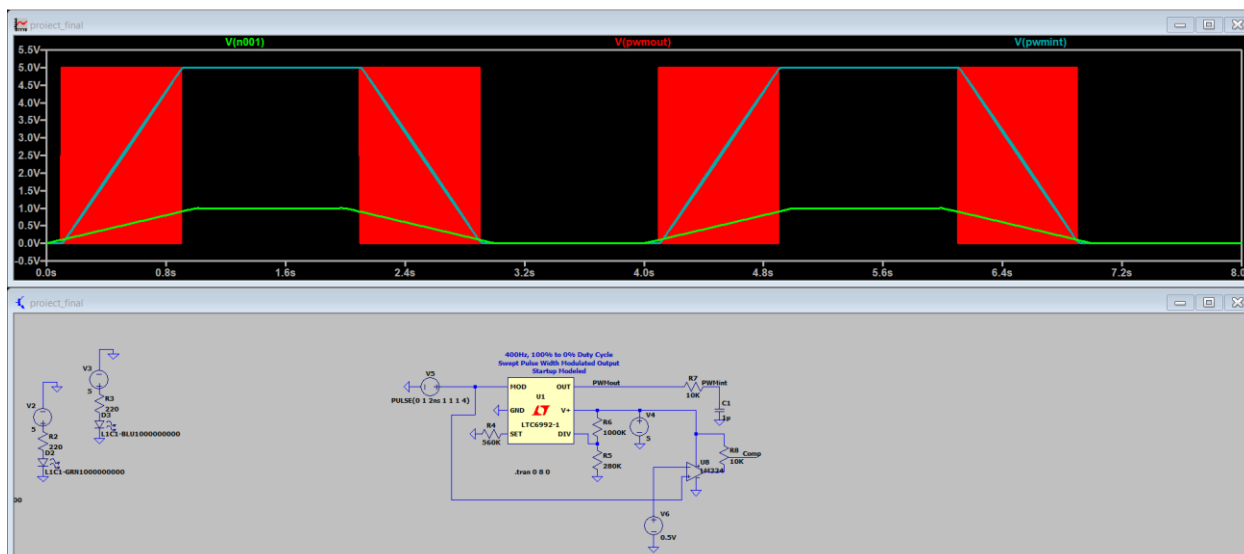 proiect_final
V(n001) V(pwmout) V(pwmint)
5.5V
5.0V
4.5V
4.0V
3.5V
3.0V
2.5V
2.0V
1.5V
1.0V
0.5V
0.0V
-0.5V
0.0s 0.8s 1.6s 2.4s 3.2s 4.0s 4.8s 5.6s 6.4s 7.2s 8.0
proiect_final
V3
5
R3
220
D3
L1C1-BLU1000000000
V2
5
R2
220
D2
L1C1-GRN1000000000
00
400Hz, 100% to 0% Duty Cycle
Swept Pulse Width Modulated Output
Startup Modeled
V5
PULSE(0 1 2ns 1 1 1 4)
MOD OUT
U1
GND V+
LTC6992-1
SET DIV
R4
560K
PWMout
R7
10K
PWMint
C1
1µ
R6
1000K
V4
5
R5
280K
.tran 0 8 0
R8
10K
Comp
U8
V6
0.5V